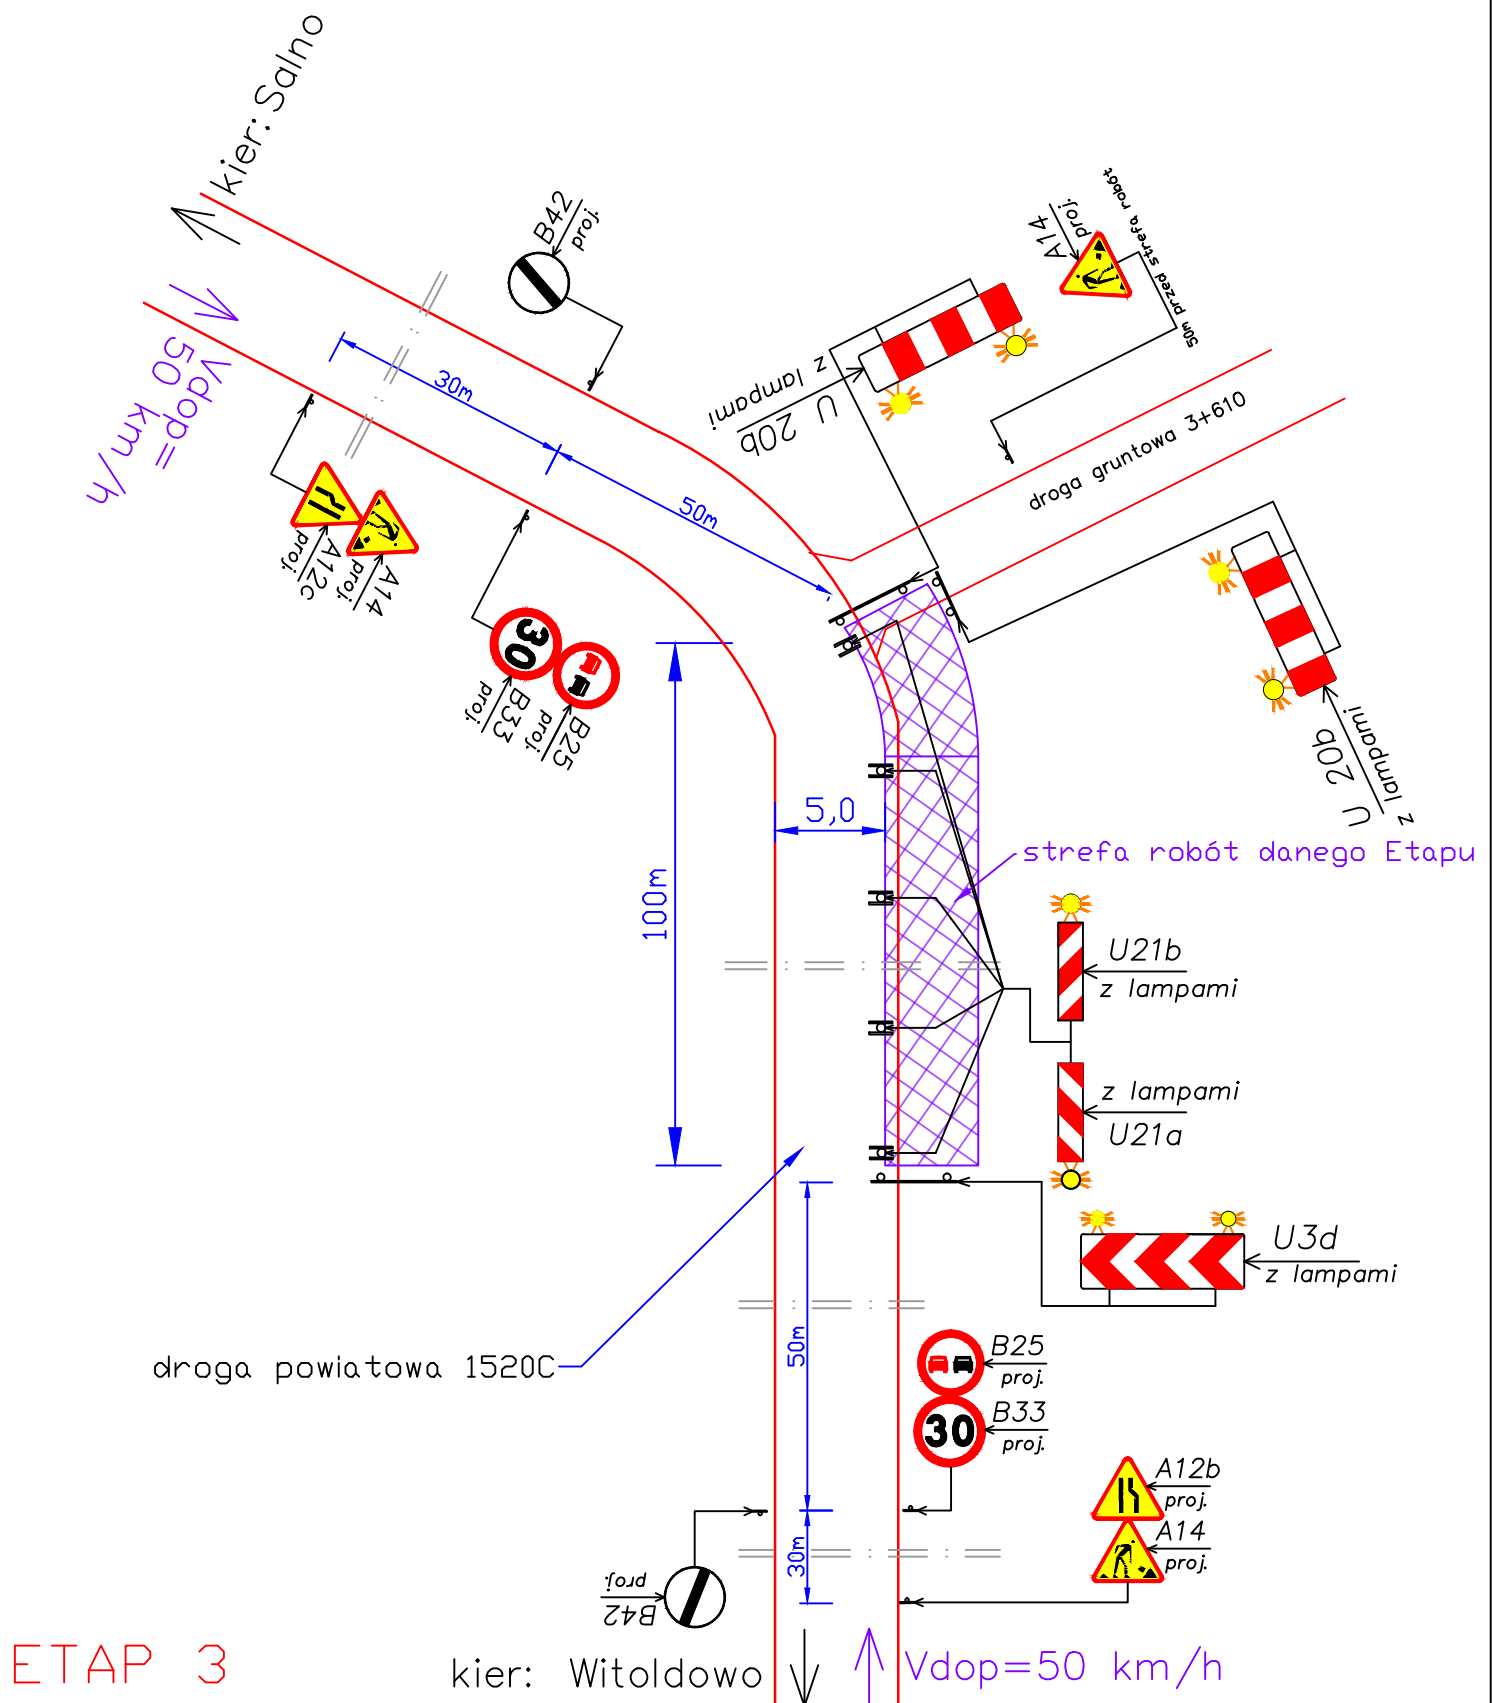 kier: Salno
B42
proj.
Vdop=
50 km/h
30m
50m
A12c
proj.
A14
proj.
30
B33
proj.
B25
proj.
A14
proj.
50m przed strefą robót
U 20b
z lampami
droga gruntowa 3+610
U 20b
z lampami
100m
5,0
strefa robót danego Etapu
U21b
z lampami
z lampami
U21a
U3d
z lampami
droga powiatowa 1520C
50m
B25
proj.
30
B33
proj.
30m
A12b
proj.
A14
proj.
B42
proj.
ETAP 3
kier: Witoldowo
Vdop=50 km/h